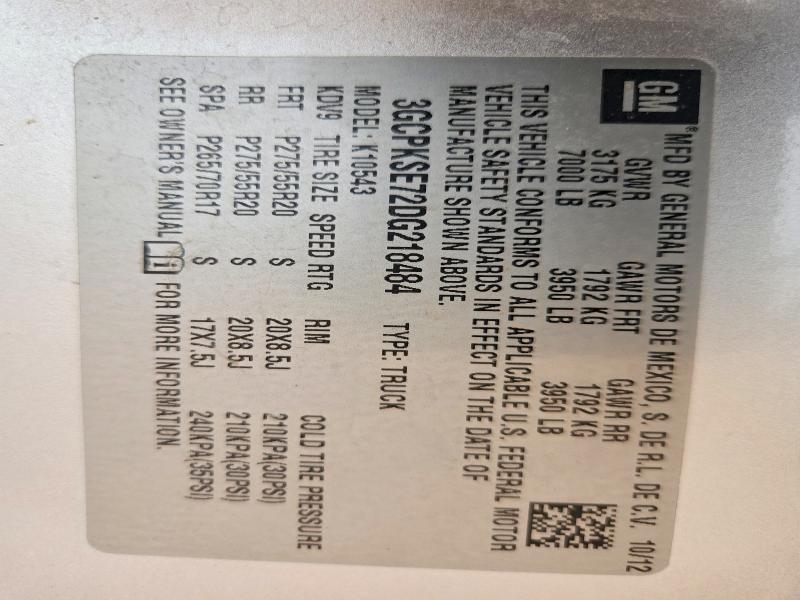 GM
®MFD BY GENERAL MOTORS DE MEXICO, S. DE R.L. DE C.V. 10/12
GVWR GAWR FRT GAWR RR
3175 KG 1792 KG 1792 KG
7000 LB 3950 LB 3950 LB
THIS VEHICLE CONFORMS TO ALL APPLICABLE U.S. FEDERAL MOTOR
VEHICLE SAFETY STANDARDS IN EFFECT ON THE DATE OF
MANUFACTURE SHOWN ABOVE.
3GCPKSE72DG218484 TYPE: TRUCK
MODEL: K10543
KDV9 TIRE SIZE SPEED RTG RIM COLD TIRE PRESSURE
FRT P275/55R20 S 20X8.5J 210KPA(30PSI)
RR P275/55R20 S 20X8.5J 210KPA(30PSI)
SPA P265/70R17 S 17X7.5J 240KPA(35PSI)
SEE OWNER'S MANUAL i FOR MORE INFORMATION.